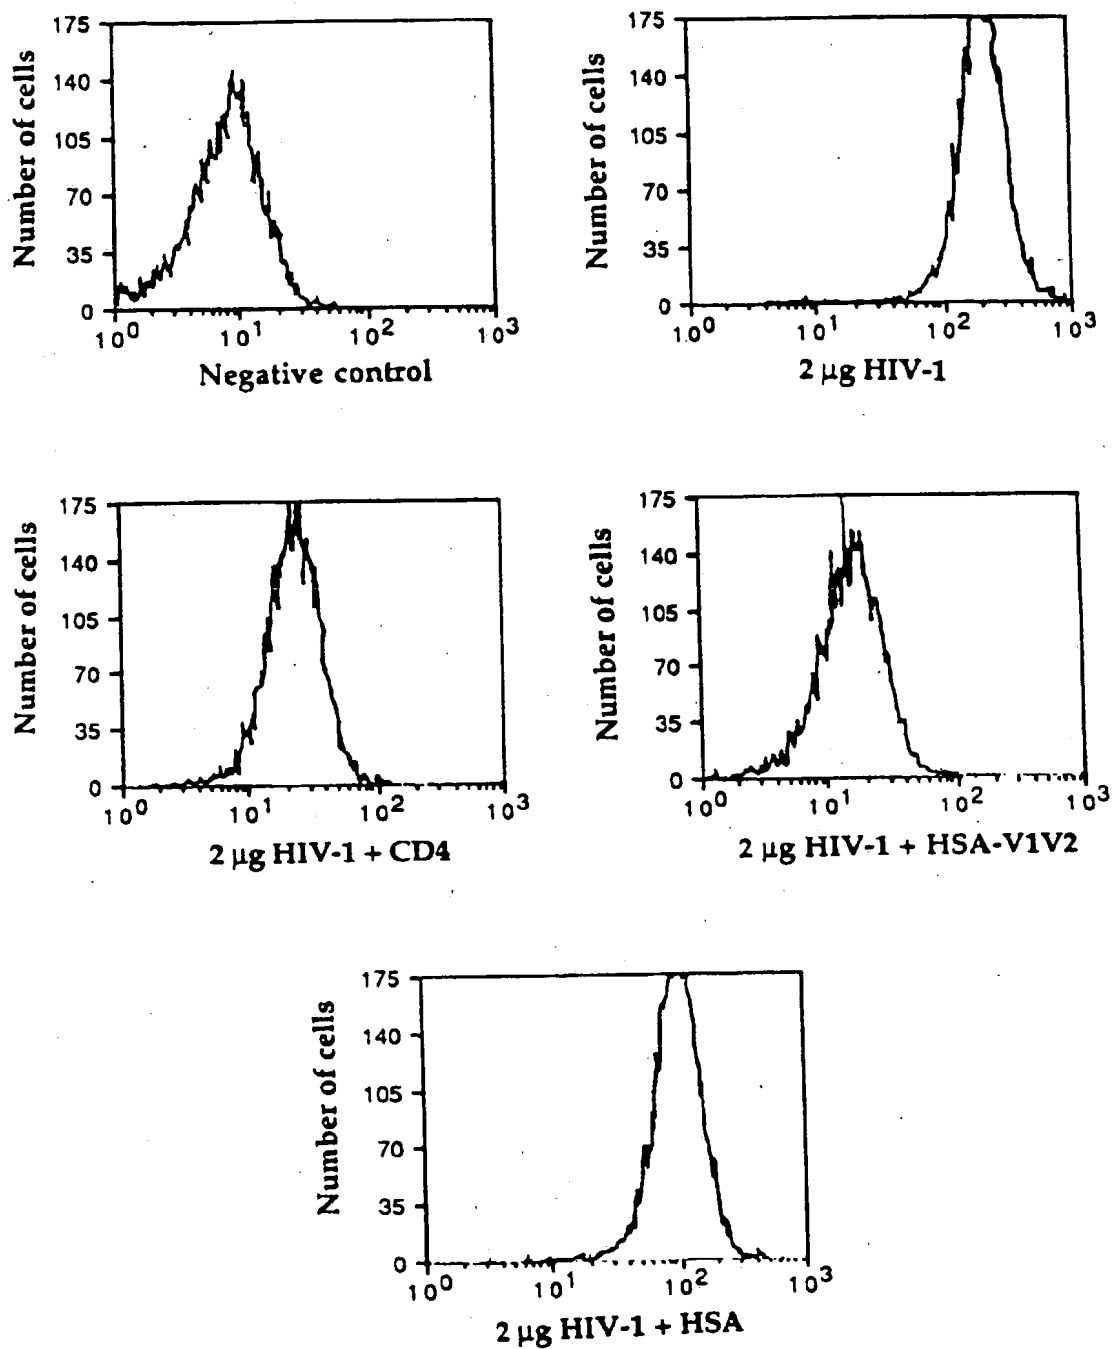 175
140
105
70
35
0
Number of cells
10^0 10^1 10^2 10^3
Negative control
175
140
105
70
35
0
Number of cells
1.0^0 10^1 10^2 10^3
2 µg HIV-1
175
140
105
70
35
0
Number of cells
10^0 10^1 10^2 10^3
2 µg HIV-1 + CD4
175
140
105
70
35
0
Number of cells
10^0 10^1 10^2 10^3
2 µg HIV-1 + HSA-V1V2
175
140
105
70
35
0
Number of cells
10^0 10^1 10^2 10^3
2 µg HIV-1 + HSA